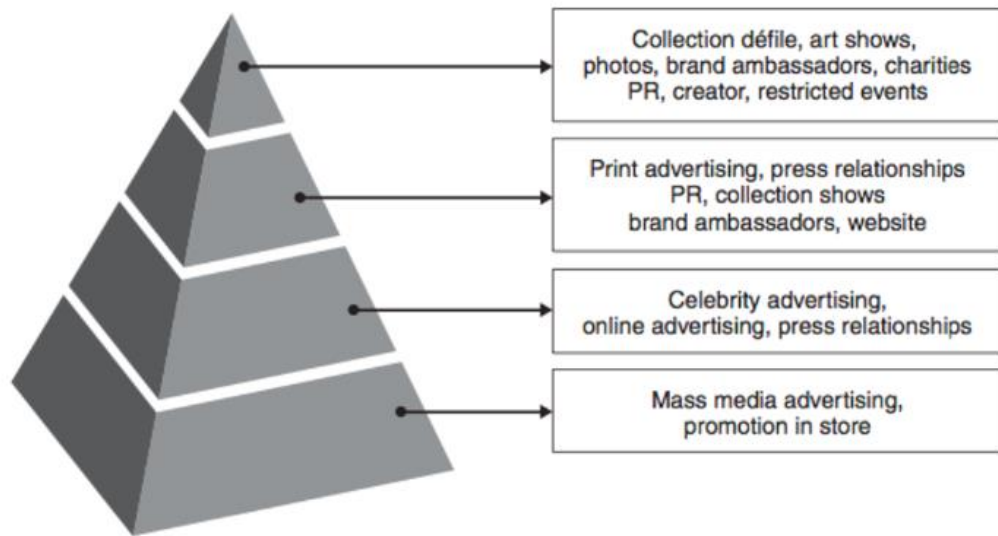 Collection défile, art shows,
photos, brand ambassadors, charities
PR, creator, restricted events
Print advertising, press relationships
PR, collection shows
brand ambassadors, website
Celebrity advertising,
online advertising, press relationships
Mass media advertising,
promotion in store